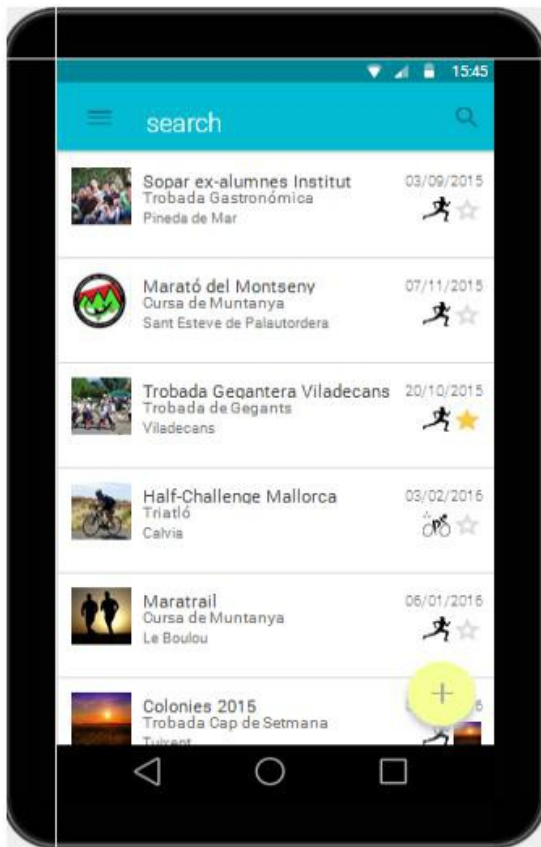 15:45
search
Sopar ex-alumnes Institut 03/09/2015
Trobada Gastronómica
Pineda de Mar
Marató del Montseny 07/11/2015
Cursa de Muntanya
Sant Esteve de Palautordera
Trobada Gegantera Viladecans 20/10/2015
Trobada de Gegants
Viladecans
Half-Challenge Mallorca 03/02/2016
Triatló
Calvia
Maratrail 06/01/2016
Cursa de Muntanya
Le Boulou
Colonies 2015
Trobada Cap de Setmana
Tuixent